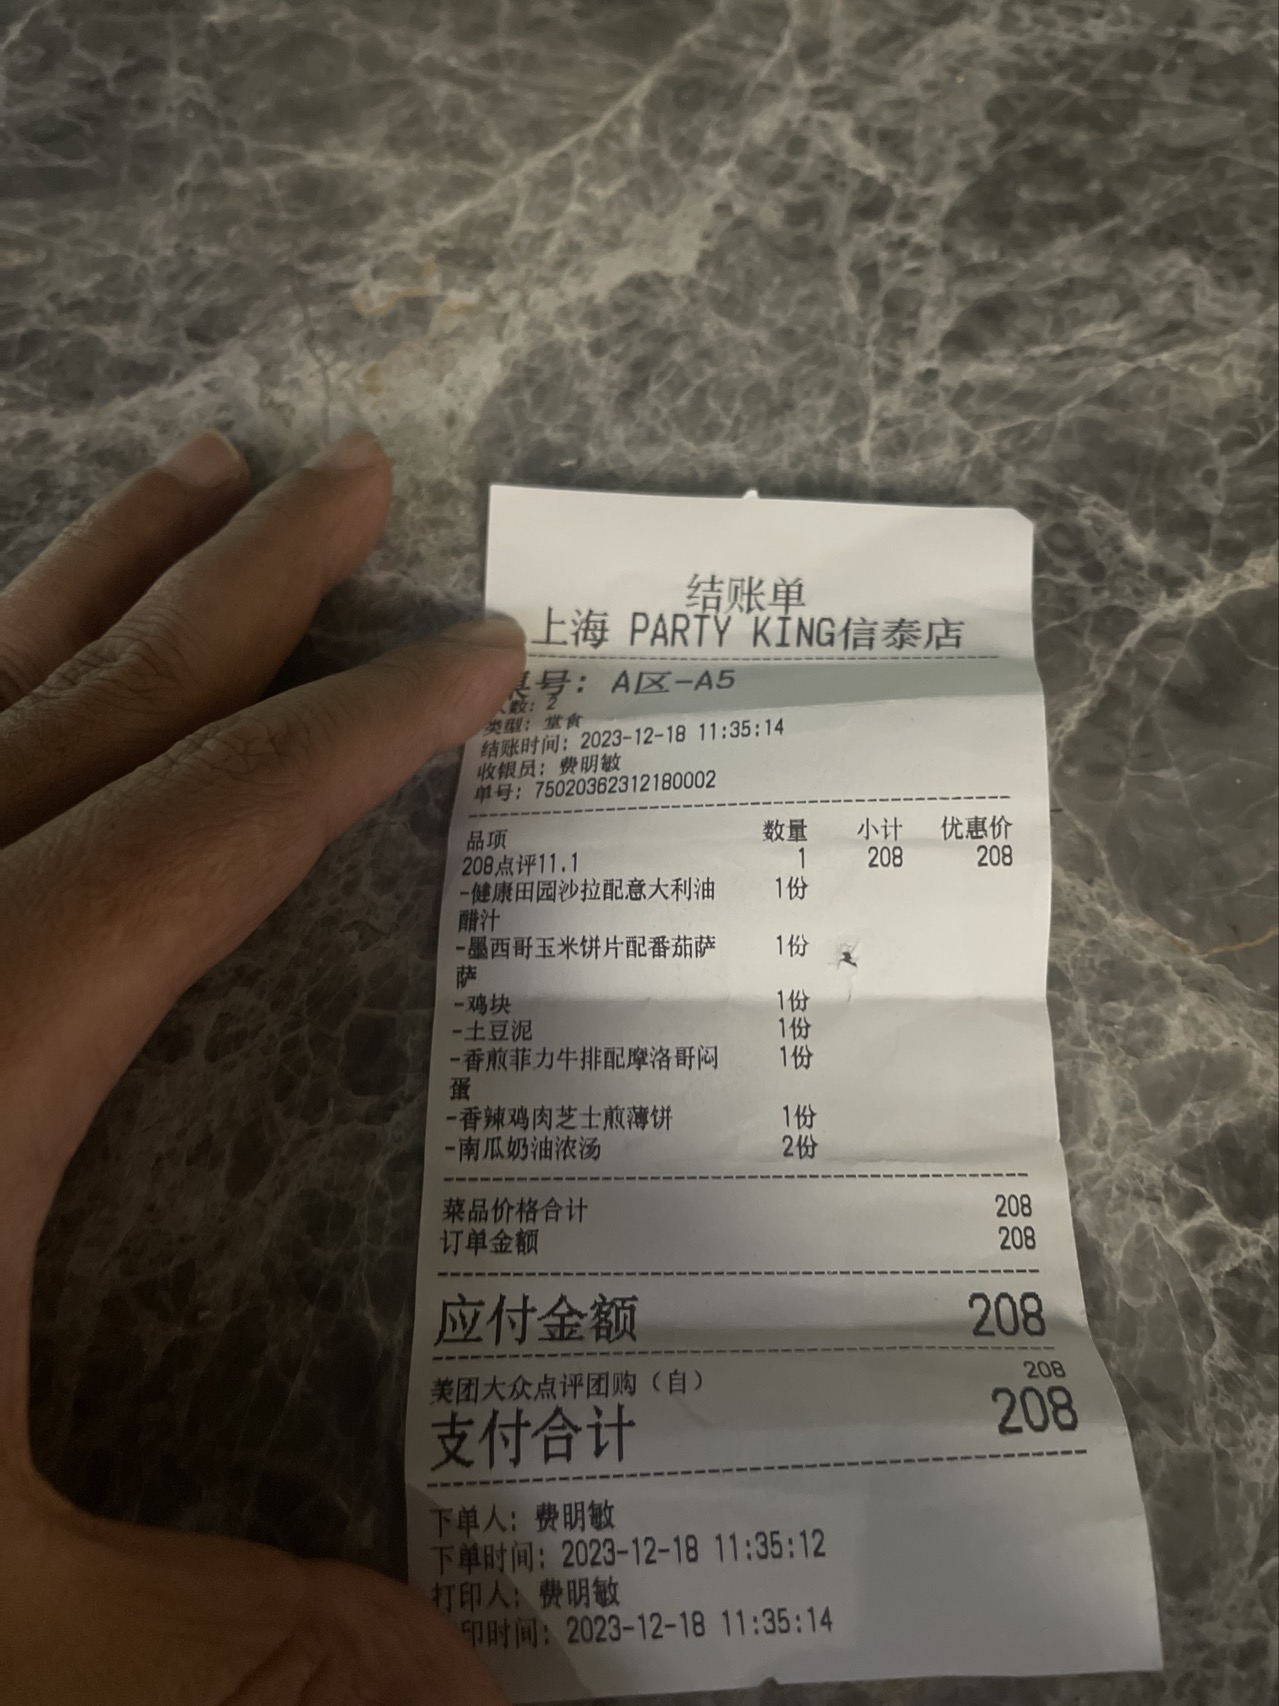 结账单
上海 PARTY KING信泰店
号: A区-A5
人数: 2
类型: 堂食
结账时间: 2023-12-18 11:35:14
收银员: 费明敏
单号: 75020362312180002
品项 数量 小计 优惠价
208点评11.1 1 208 208
-健康田园沙拉配意大利油 1份
醋汁
-墨西哥玉米饼片配番茄萨 1份
萨
-鸡块 1份
-土豆泥 1份
-香煎菲力牛排配摩洛哥闷 1份
蛋
-香辣鸡肉芝士煎薄饼 1份
-南瓜奶油浓汤 2份
菜品价格合计 208
订单金额 208
应付金额 208
美团大众点评团购（自） 208
支付合计 208
下单人: 费明敏
下单时间: 2023-12-18 11:35:12
打印人: 费明敏
印时间: 2023-12-18 11:35:14